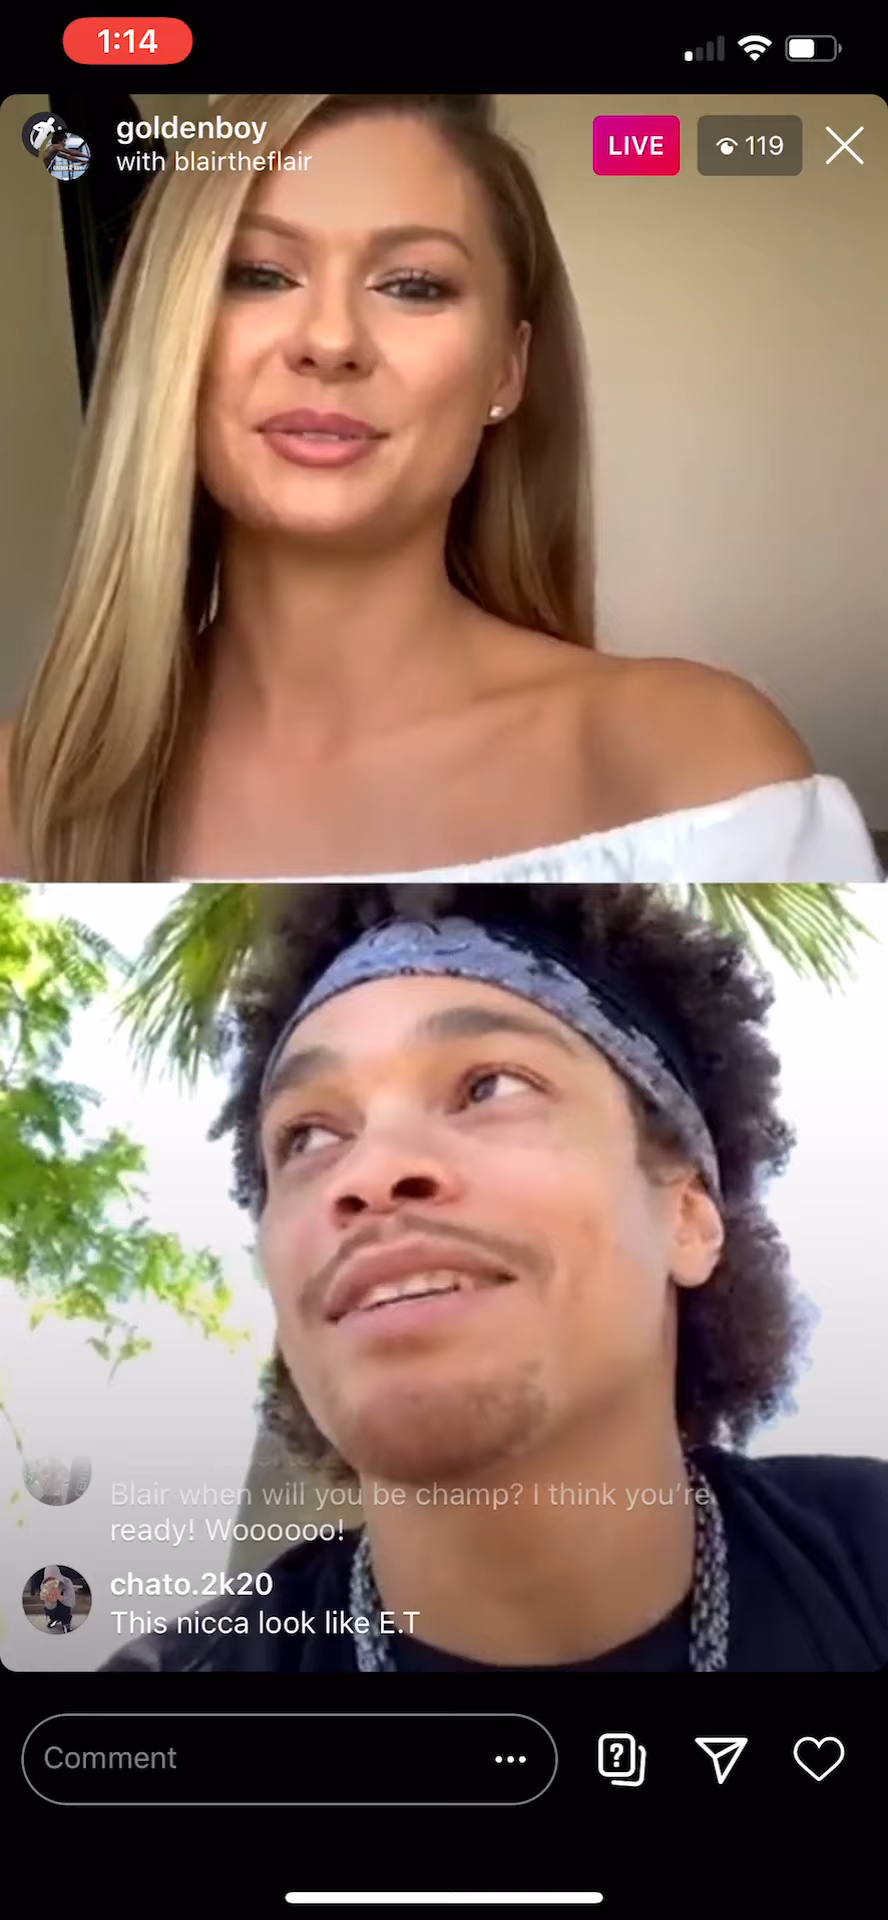 1:14
goldenboy
with blairtheflair
LIVE
119
Blair when will you be champ? I think you're
ready! Woooooo!
chato.2k20
This nicca look like E.T
Comment